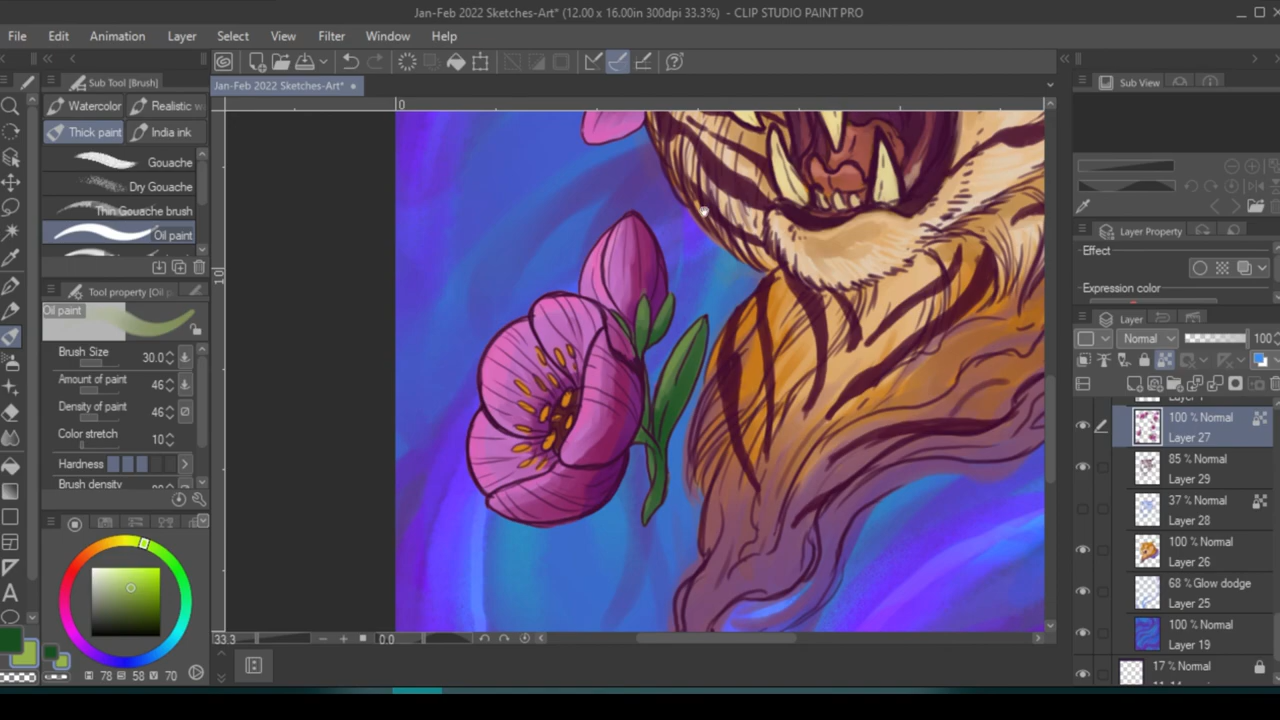 Jan-Feb 2022 Sketches-Art* (12.00 x 16.00in 300dpi 33.3%) - CLIP STUDIO PAINT PRO
File Edit Animation Layer Select View Filter Window Help
Sub Tool [Brush]
Jan-Feb 2022 Sketches-Art*
Sub View
Watercolor Realistic w
Thick paint India ink
Gouache
Dry Gouache
Thin Gouache brush
Oil paint
Tool property [Oil p
Oil paint
Brush Size 30.0
Amount of paint 46
Density of paint 46
Color stretch 10
Hardness
Brush density
H 78 S 58 V 70
0
10
33.3 0.0
Layer Property
Effect
Expression color
Layer
Normal 100
100 % Normal
Layer 27
85 % Normal
Layer 29
37 % Normal
Layer 28
100 % Normal
Layer 26
68 % Glow dodge
Layer 25
100 % Normal
Layer 19
17 % Normal